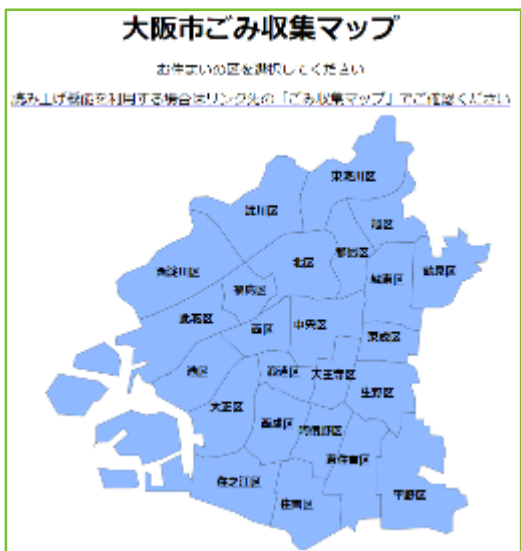 大阪市ごみ収集マップ
お住まいの区を選択してください
読み上げ機能を利用する場合はリンク先の「ごみ収集マップ」でご確認ください
東淀川区
淀川区
旭区
都島区
北区
西淀川区
城東区
鶴見区
福島区
此花区
西区
中央区
東成区
港区
浪速区
天王寺区
生野区
大正区
西成区
阿倍野区
東住吉区
住之江区
住吉区
平野区